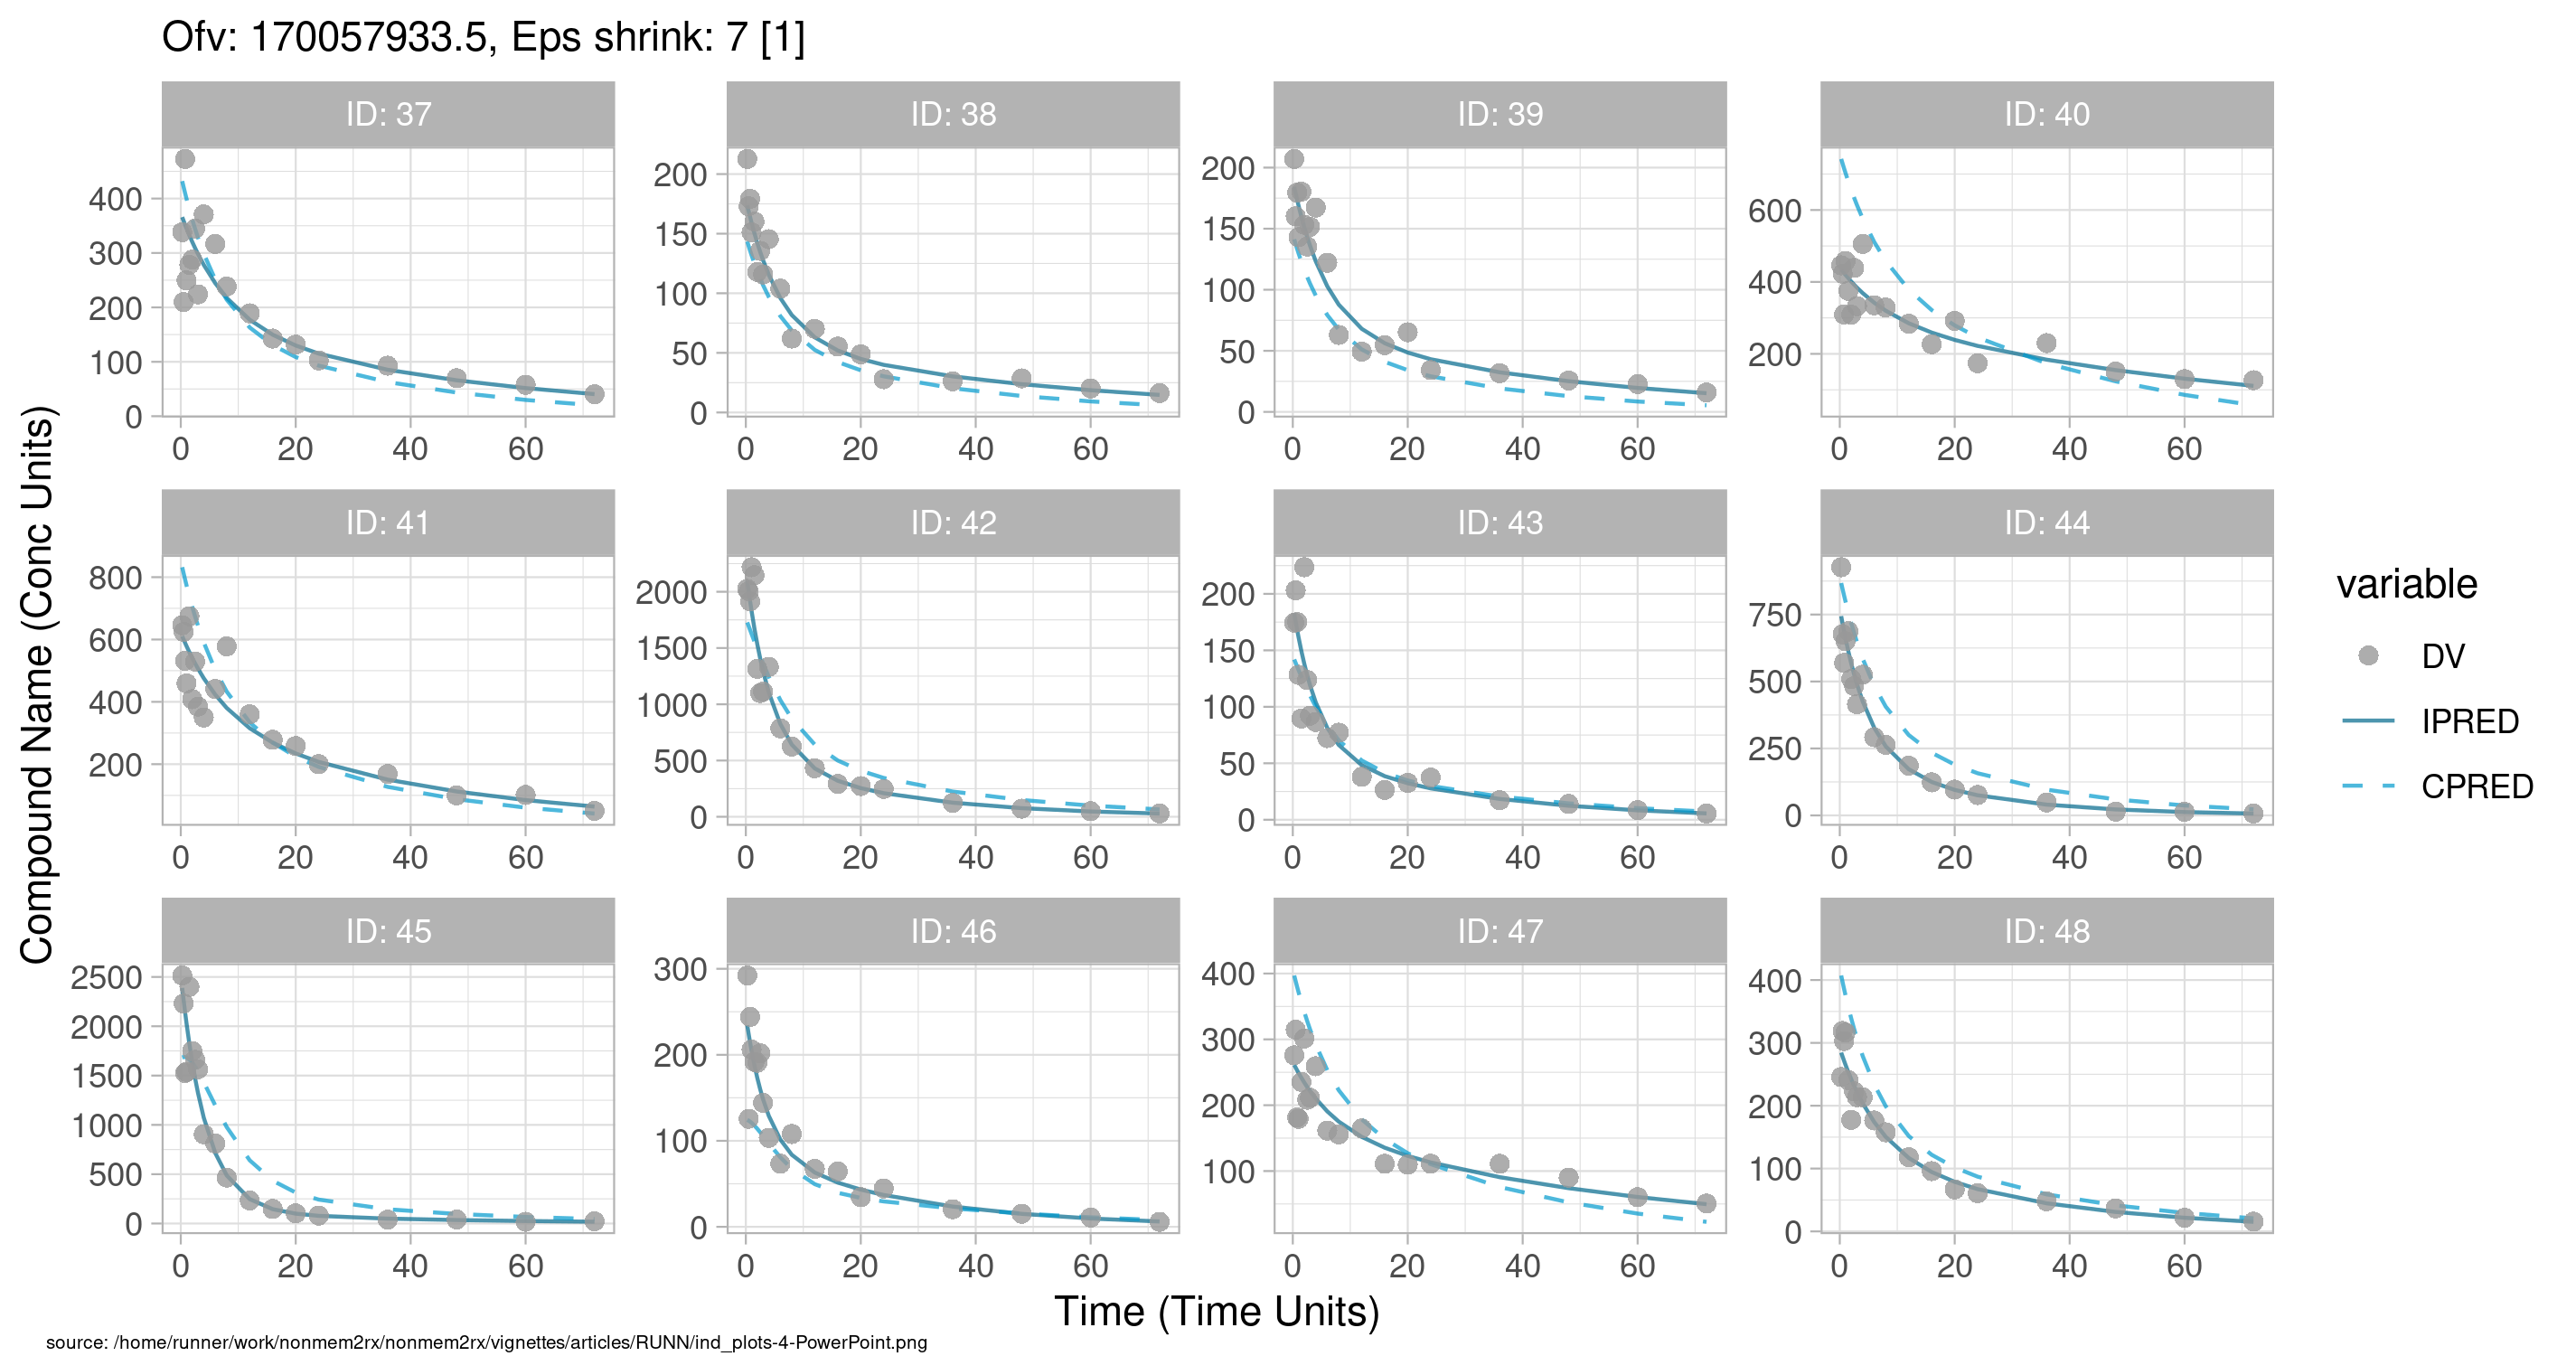 Ofv: 170057933.5, Eps shrink: 7 [1]
Compound Name (Conc Units)
ID: 37
400
300
200
100
0
0 20 40 60
ID: 38
200
150
100
50
0
0 20 40 60
ID: 39
200
150
100
50
0
0 20 40 60
ID: 40
600
400
200
0 20 40 60
ID: 41
800
600
400
200
0 20 40 60
ID: 42
2000
1500
1000
500
0
0 20 40 60
ID: 43
200
150
100
50
0
0 20 40 60
ID: 44
750
500
250
0
0 20 40 60
ID: 45
2500
2000
1500
1000
500
0
0 20 40 60
ID: 46
300
200
100
0
0 20 40 60
ID: 47
400
300
200
100
0 20 40 60
ID: 48
400
300
200
100
0
0 20 40 60
variable
DV
IPRED
CPRED
Time (Time Units)
source: /home/runner/work/nonmem2rx/nonmem2rx/vignettes/articles/RUNN/ind_plots-4-PowerPoint.png